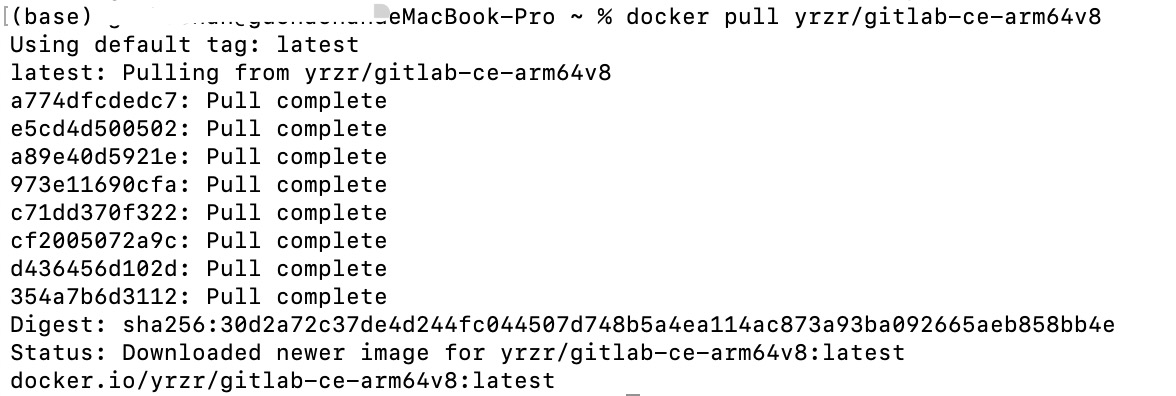 (base) eMacBook-Pro ~ % docker pull yrzr/gitlab-ce-arm64v8
Using default tag: latest
latest: Pulling from yrzr/gitlab-ce-arm64v8
a774dfcdedc7: Pull complete
e5cd4d500502: Pull complete
a89e40d5921e: Pull complete
973e11690cfa: Pull complete
c71dd370f322: Pull complete
cf2005072a9c: Pull complete
d436456d102d: Pull complete
354a7b6d3112: Pull complete
Digest: sha256:30d2a72c37de4d244fc044507d748b5a4ea114ac873a93ba092665aeb858bb4e
Status: Downloaded newer image for yrzr/gitlab-ce-arm64v8:latest
docker.io/yrzr/gitlab-ce-arm64v8:latest